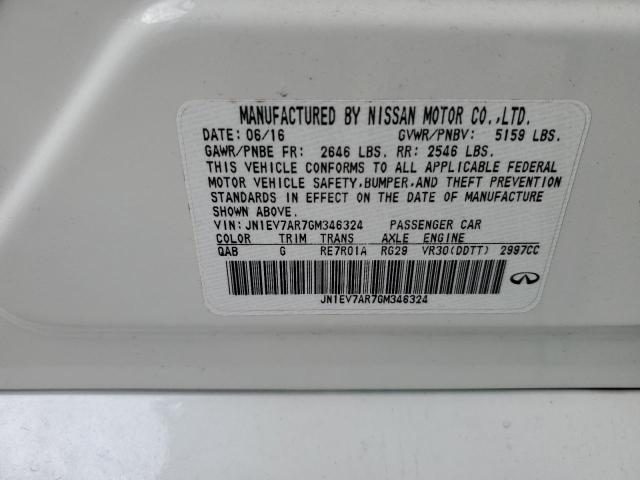 MANUFACTURED BY NISSAN MOTOR CO.,LTD.
DATE: 06/16 GVWR/PNBV: 5159 LBS.
GAWR/PNBE FR: 2646 LBS. RR: 2546 LBS.
THIS VEHICLE CONFORMS TO ALL APPLICABLE FEDERAL
MOTOR VEHICLE SAFETY,BUMPER,AND THEFT PREVENTION
STANDARDS IN EFFECT ON THE DATE OF MANUFACTURE
SHOWN ABOVE.
VIN: JN1EV7AR7GM346324 PASSENGER CAR
COLOR TRIM TRANS AXLE ENGINE
QAB G RE7R01A RG29 VR30(DDTT) 2997CC
JN1EV7AR7GM346324
INFINITI